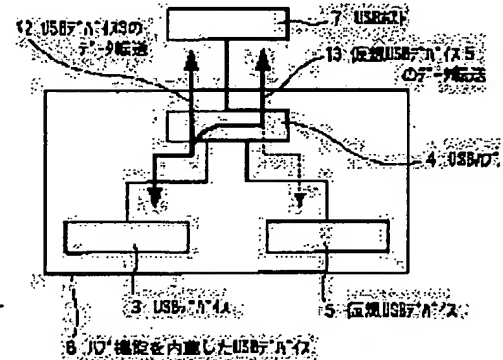 7 USBホスト
12 USBデバイス3の
データ転送
13 仮想USBデバイス5
のデータ転送
4 USBハブ
3 USBデバイス
5 仮想USBデバイス
6 ハブ機能を内蔵したUSBデバイス